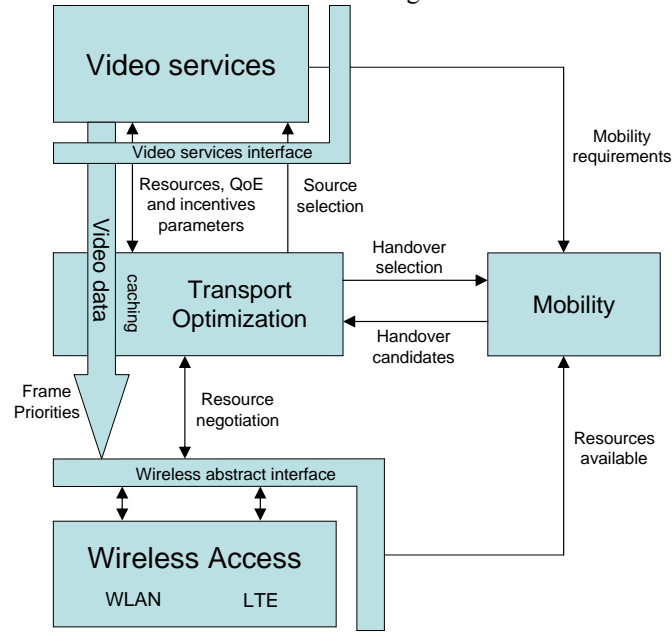 Video services
Video services interface
Mobility
requirements
Resources, QoE
and incentives
parameters
Source
selection
Video data
caching
Transport
Optimization
Handover
selection
Handover
candidates
Mobility
Frame
Priorities
Resource
negotiation
Resources
available
Wireless abstract interface
Wireless Access
WLAN LTE